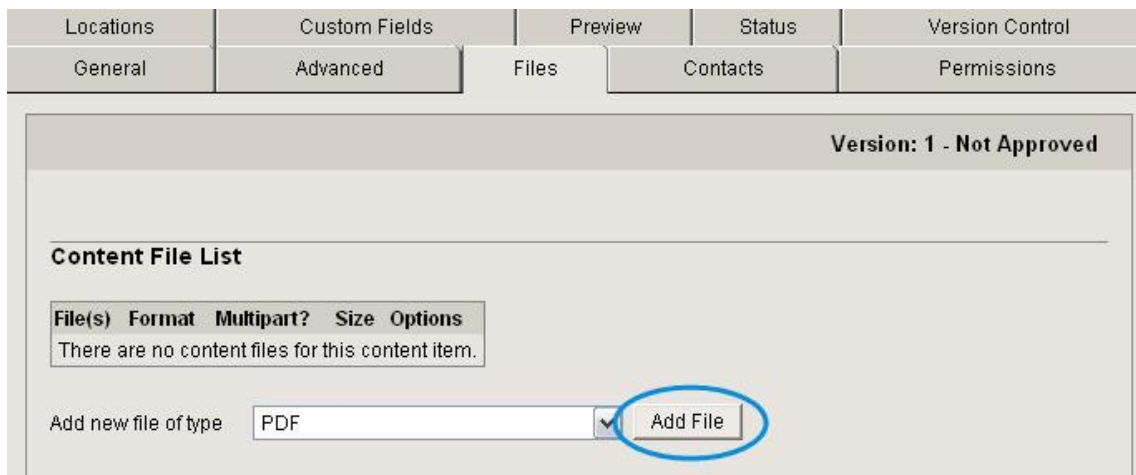 Locations Custom Fields Preview Status Version Control
General Advanced Files Contacts Permissions
Version: 1 - Not Approved
Content File List
File(s) Format Multipart? Size Options
There are no content files for this content item.
Add new file of type PDF Add File